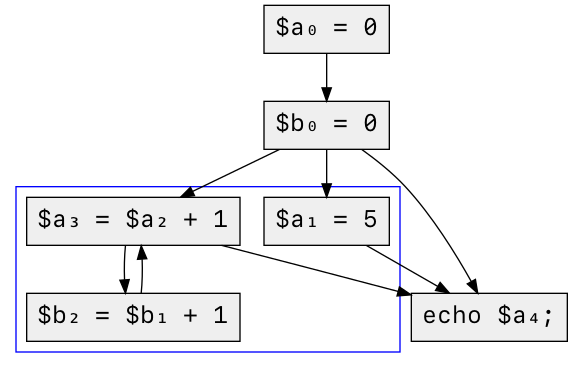 $a₀ = 0
$b₀ = 0
$a₃ = $a₂ + 1
$a₁ = 5
$b₂ = $b₁ + 1
echo $a₄;